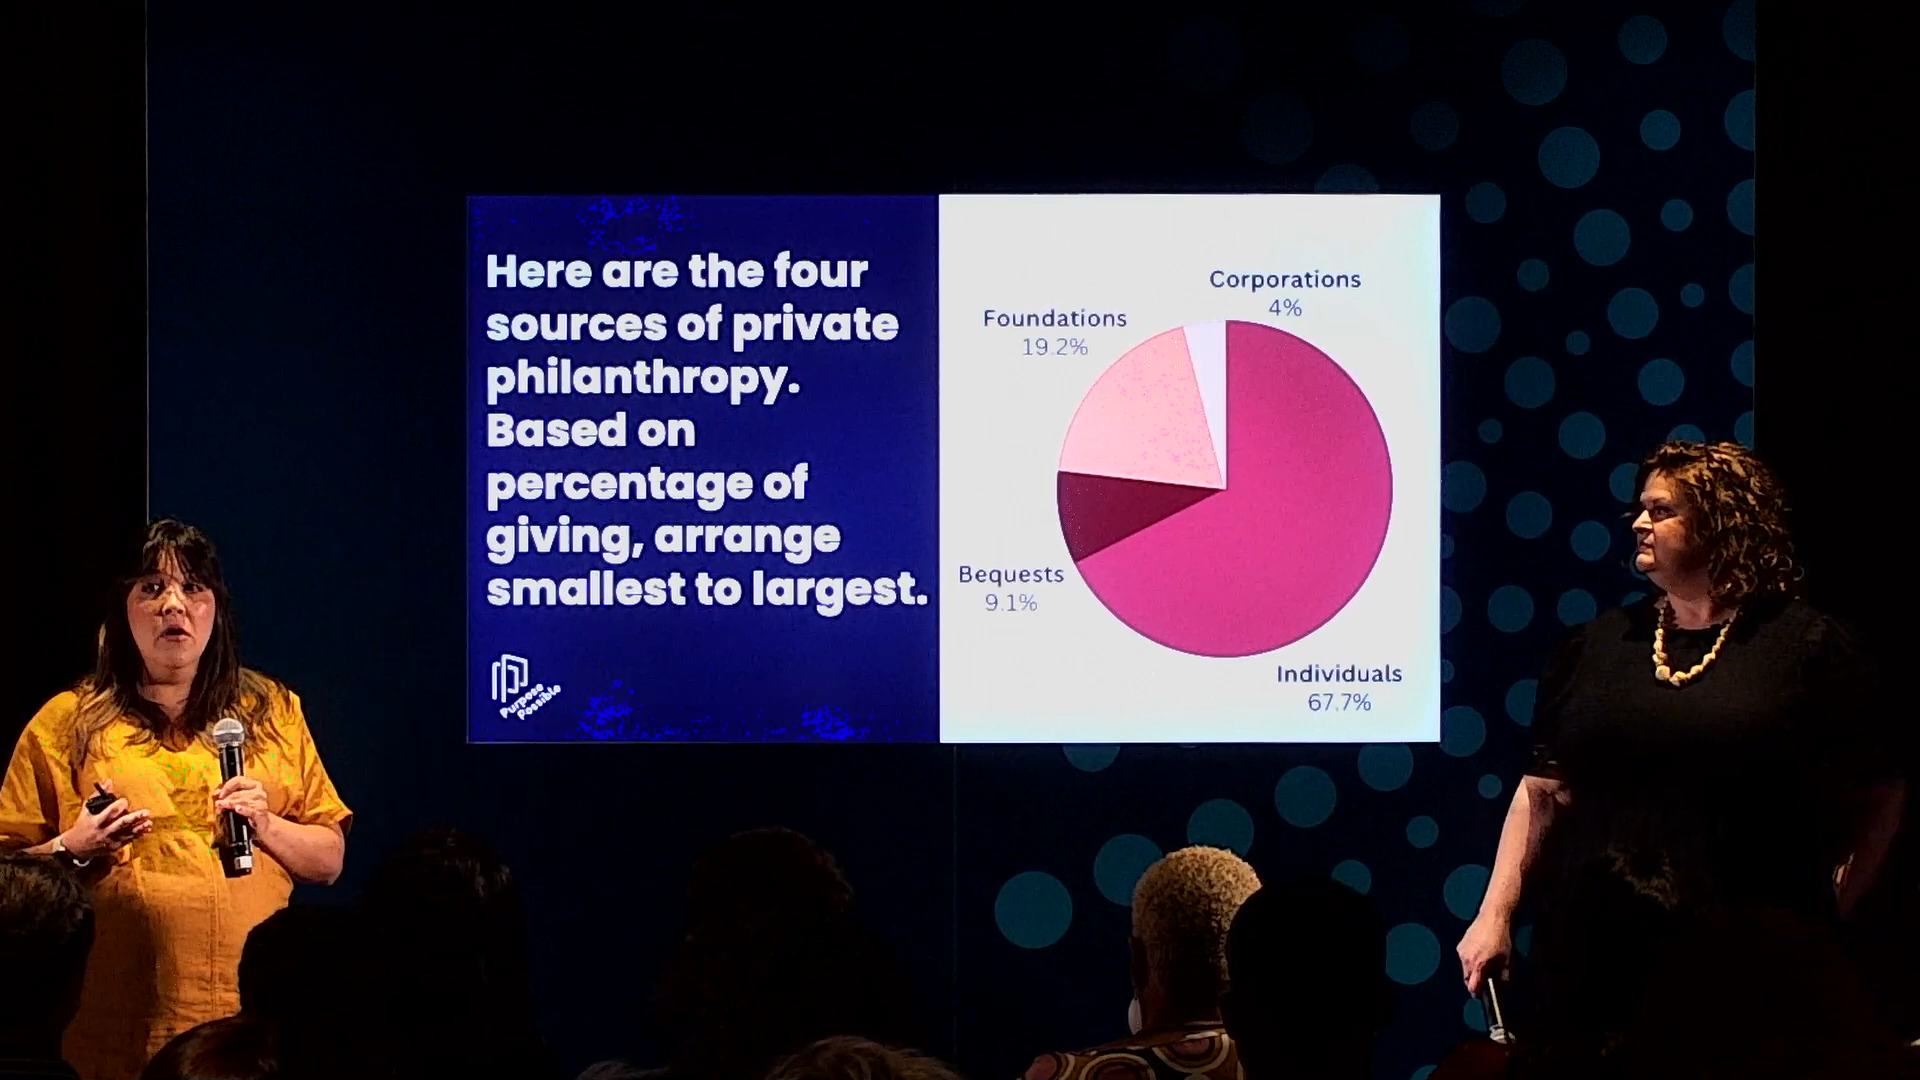 Here are the four
sources of private
philanthropy.
Based on
percentage of
giving, arrange
smallest to largest.
Purpose
Possible
Corporations
4%
Foundations
19.2%
Bequests
9.1%
Individuals
67.7%